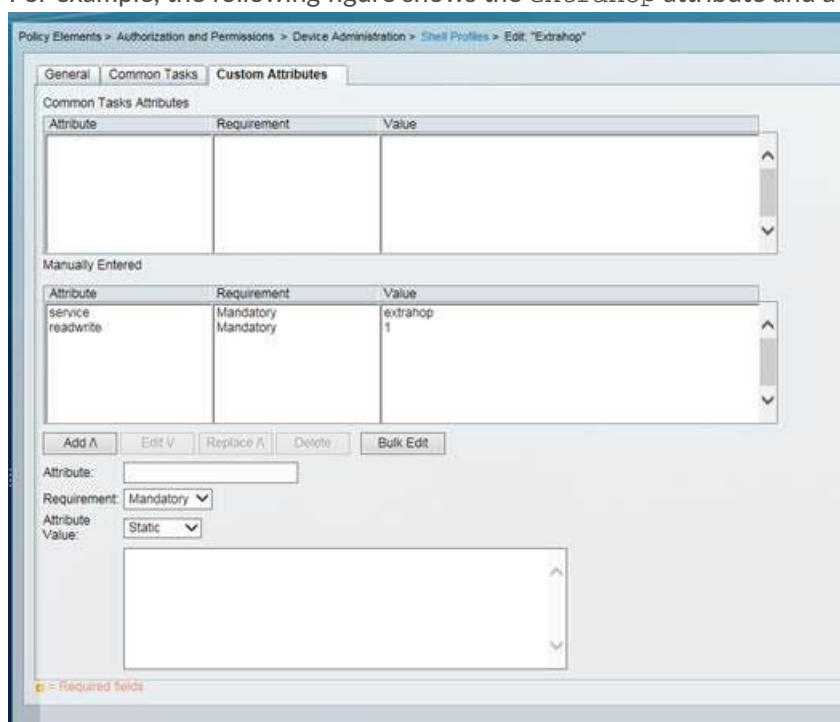 For example, the following figure shows the extrahop attribute and a
Policy Elements > Authorization and Permissions > Device Administration > Shell Profiles > Edit: "Extrahop"
General Common Tasks Custom Attributes
Common Tasks Attributes
Attribute Requirement Value
Manually Entered
Attribute Requirement Value
service Mandatory extrahop
readwrite Mandatory 1
Add Λ Edit V Replace Λ Delete Bulk Edit
Attribute:
Requirement: Mandatory
Attribute Value: Static
= Required fields